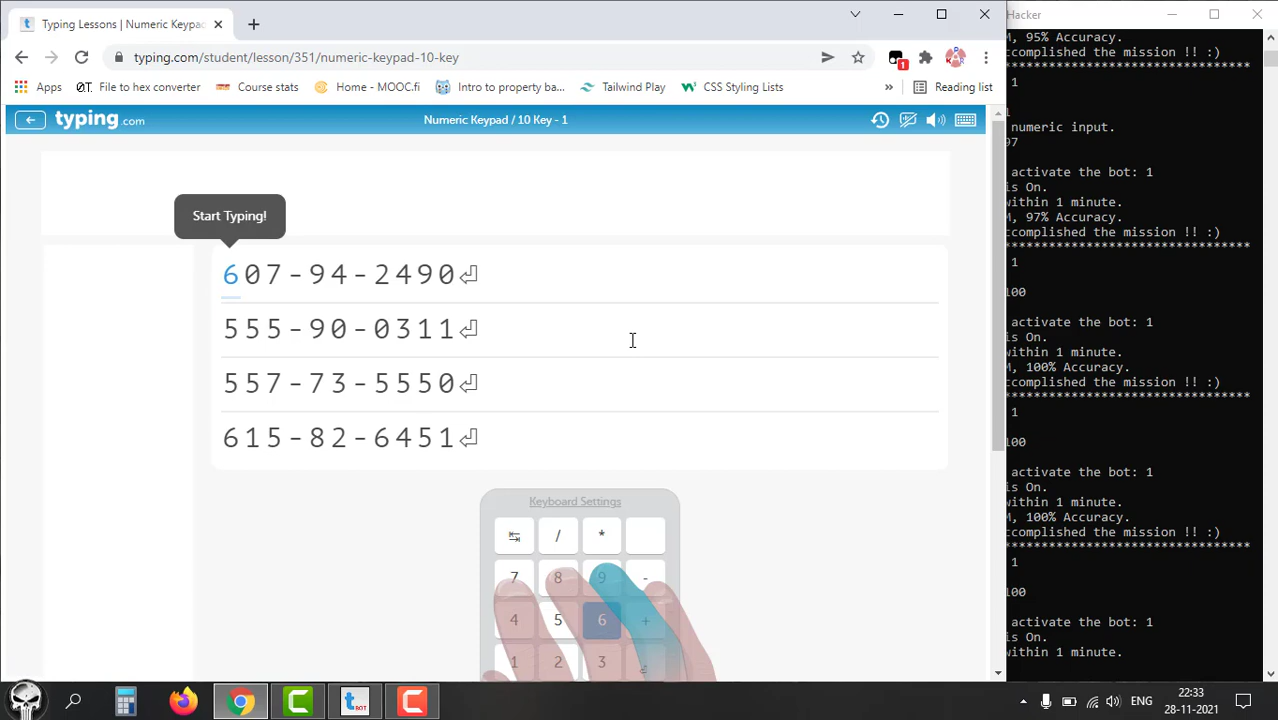 Typing Lessons | Numeric Keypad
Hacker
typing.com/student/lesson/351/numeric-keypad-10-key
1
Apps
File to hex converter
Course stats
Home - MOOC.fi
Intro to property ba...
Tailwind Play
CSS Styling Lists
»
Reading list
typing.com
Numeric Keypad / 10 Key - 1
Start Typing!
607-94-2490⏎
555-90-0311⏎
557-73-5550⏎
615-82-6451⏎
Keyboard Settings
/ *
7 8 9 -
4 5 6 +
1 2 3
M, 95% Accuracy.
ccomplished the mission !! :)
***********************************
1
numeric input.
97
activate the bot: 1
is On.
within 1 minute.
M, 97% Accuracy.
ccomplished the mission !! :)
***********************************
1
100
activate the bot: 1
is On.
within 1 minute.
M, 100% Accuracy.
ccomplished the mission !! :)
***********************************
1
100
activate the bot: 1
is On.
within 1 minute.
M, 100% Accuracy.
ccomplished the mission !! :)
***********************************
1
100
activate the bot: 1
is On.
within 1 minute.
t BOT
ENG
22:33
28-11-2021